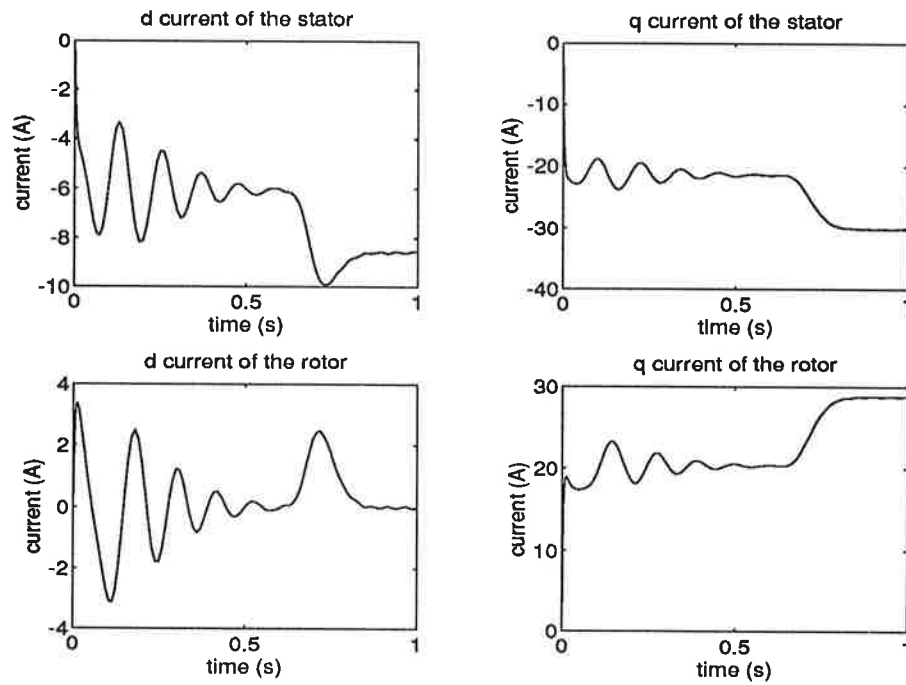 d current of the stator
0
-2
-4
-6
-8
-10
current (A)
0
0.5
1
time (s)
q current of the stator
0
-10
-20
-30
-40
current (A)
0
0.5
1
time (s)
d current of the rotor
4
2
0
-2
-4
current (A)
0
0.5
1
time (s)
q current of the rotor
30
20
10
0
current (A)
0
0.5
time (s)